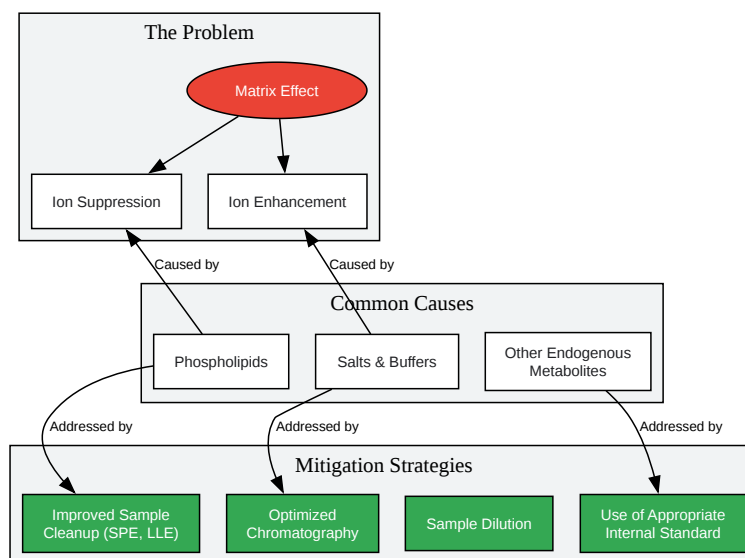 The Problem
Matrix Effect
Ion Suppression
Ion Enhancement
Caused by
Caused by
Common Causes
Phospholipids
Salts & Buffers
Other Endogenous
Metabolites
Addressed by
Addressed by
Addressed by
Mitigation Strategies
Improved Sample
Cleanup (SPE, LLE)
Optimized
Chromatography
Sample Dilution
Use of Appropriate
Internal Standard